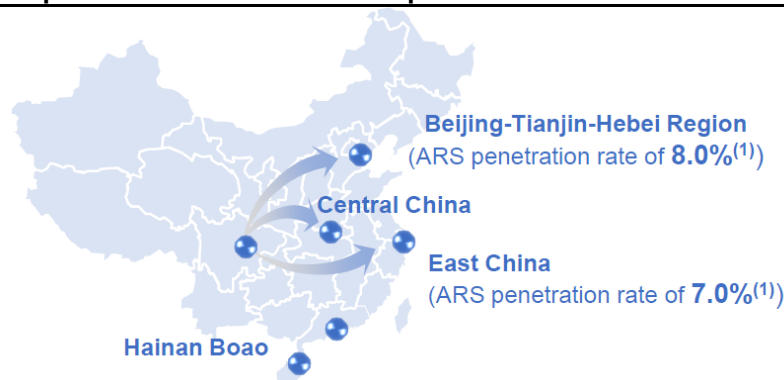 Beijing-Tianjin-Hebei Region
(ARS penetration rate of 8.0%(1))
Central China
East China
(ARS penetration rate of 7.0%(1))
Hainan Boao